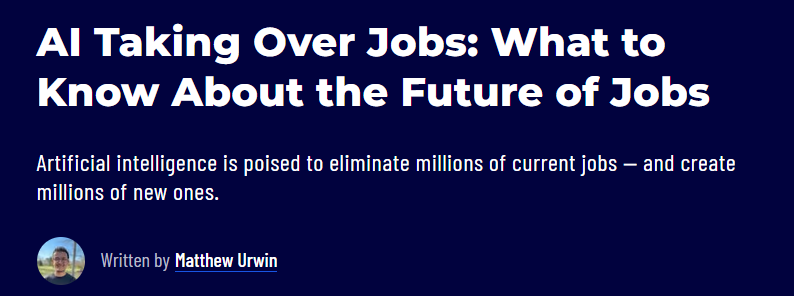 AI Taking Over Jobs: What to
Know About the Future of Jobs
Artificial intelligence is poised to eliminate millions of current jobs — and create
millions of new ones.
Written by Matthew Urwin